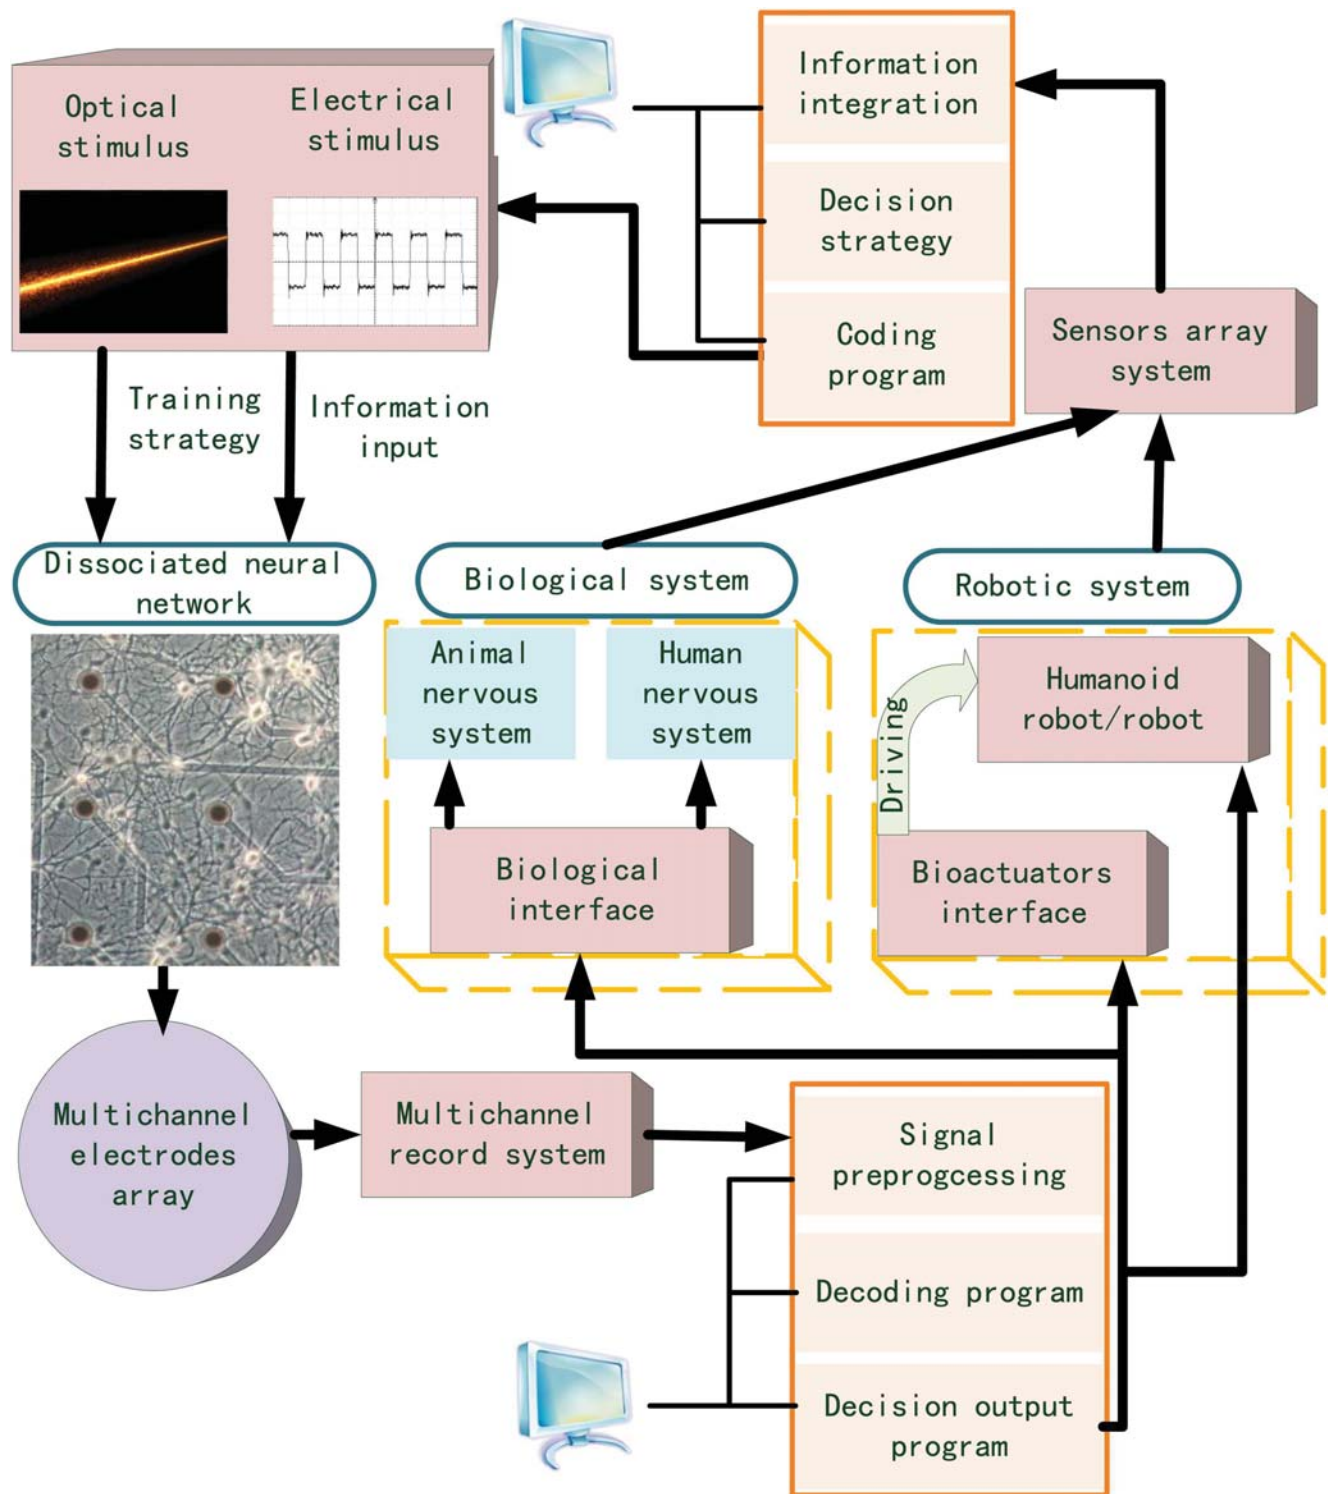 Optical
stimulus
Electrical
stimulus
Information
integration
Decision
strategy
Coding
program
Sensors array
system
Training
strategy
Information
input
Dissociated neural
network
Biological system
Robotic system
Animal
nervous
system
Human
nervous
system
Humanoid
robot/robot
Driving
Biological
interface
Bioactuators
interface
Multichannel
electrodes
array
Multichannel
record system
Signal
preprogcessing
Decoding program
Decision output
program